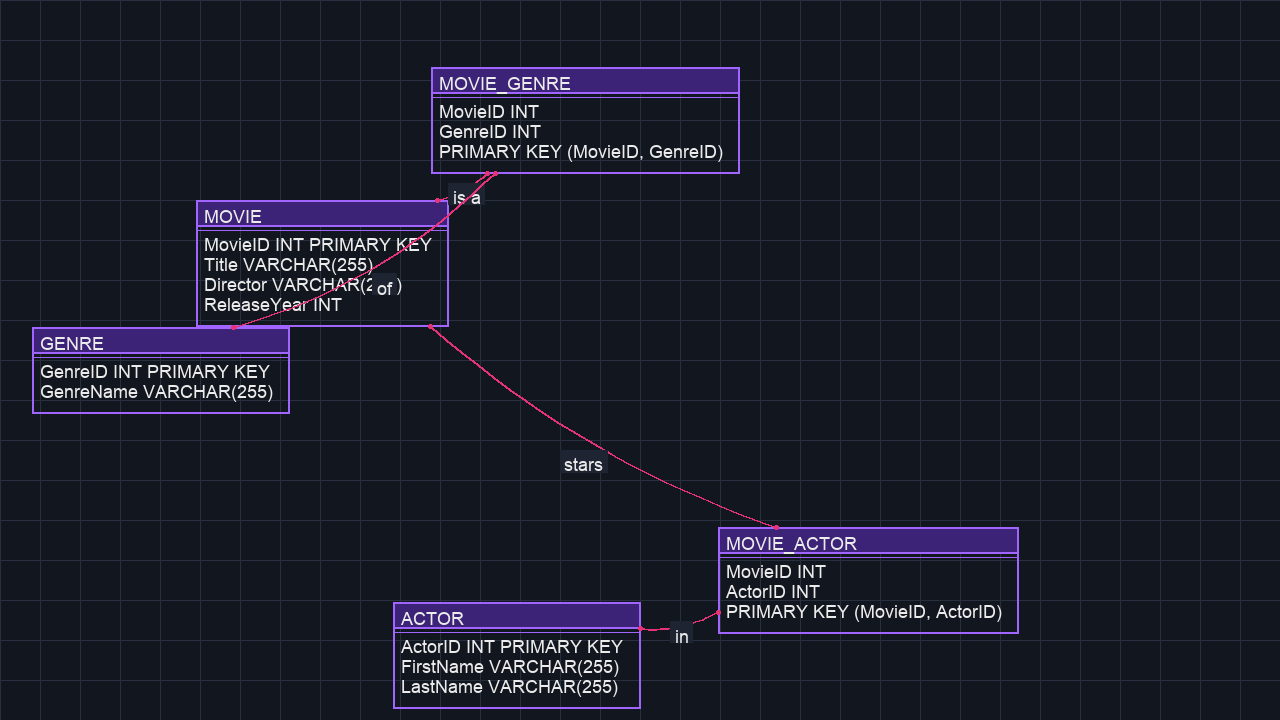 MOVIE_GENRE
MovieID INT
GenreID INT
PRIMARY KEY (MovieID, GenreID)
is a
MOVIE
MovieID INT PRIMARY KEY
Title VARCHAR(255)
Director VARCHAR(2 )
of
ReleaseYear INT
GENRE
GenreID INT PRIMARY KEY
GenreName VARCHAR(255)
stars
MOVIE_ACTOR
MovieID INT
ActorID INT
PRIMARY KEY (MovieID, ActorID)
in
ACTOR
ActorID INT PRIMARY KEY
FirstName VARCHAR(255)
LastName VARCHAR(255)